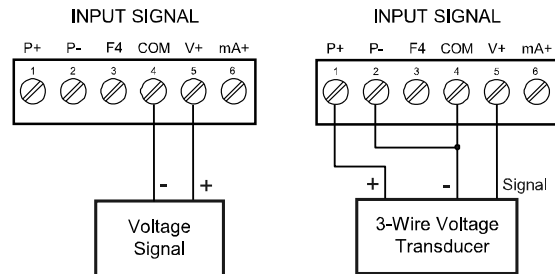 INPUT SIGNAL
P+ P- F4 COM V+ mA+
1 2 3 4 5 6
- +
Voltage
Signal
INPUT SIGNAL
P+ P- F4 COM V+ mA+
1 2 3 4 5 6
+ - Signal
3-Wire Voltage
Transducer